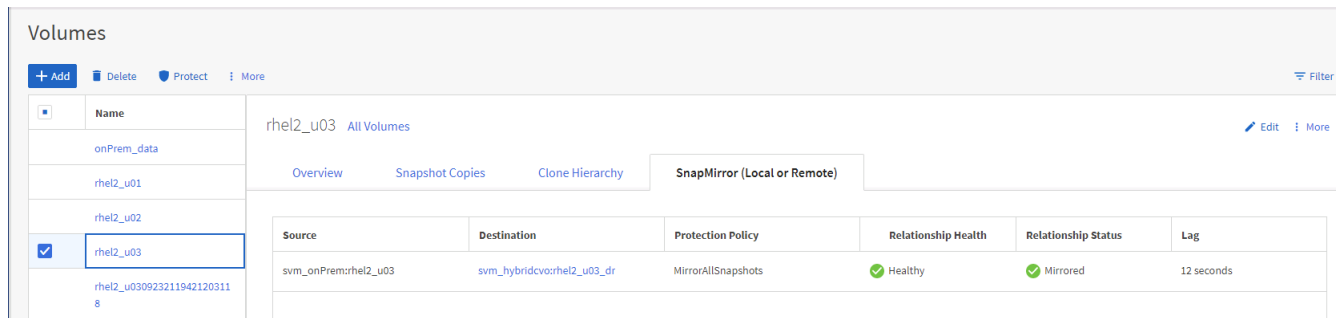 Volumes
+ Add Delete Protect More Filter
Name
onPrem_data
rhel2_u01
rhel2_u02
rhel2_u03
rhel2_u030923211942120311
8
rhel2_u03 All Volumes Edit More
Overview Snapshot Copies Clone Hierarchy SnapMirror (Local or Remote)
Source Destination Protection Policy Relationship Health Relationship Status Lag
svm_onPrem:rhel2_u03 svm_hybridcvo:rhel2_u03_dr MirrorAllSnapshots Healthy Mirrored 12 seconds